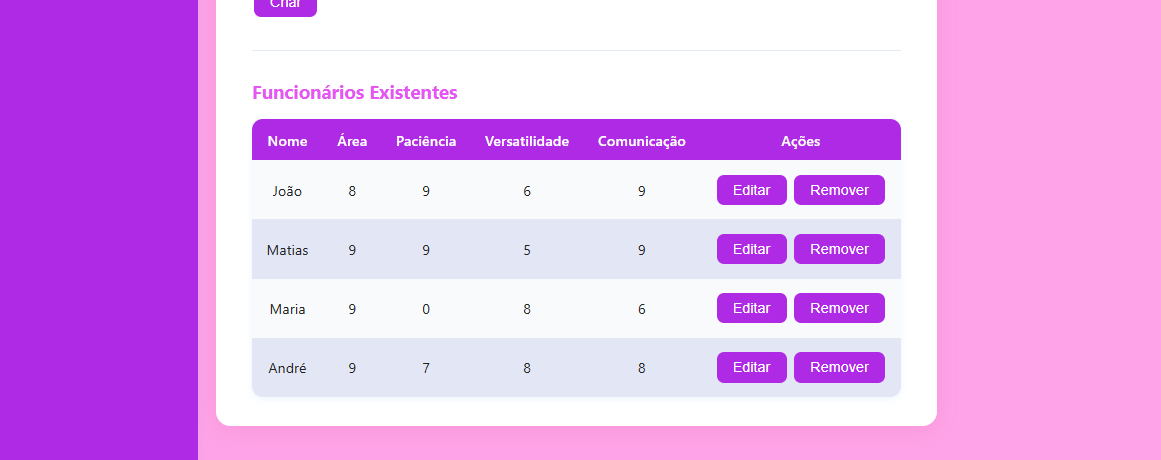 Criar
Funcionários Existentes
Nome Área Paciência Versatilidade Comunicação Ações
João 8 9 6 9 Editar Remover
Matias 9 9 5 9 Editar Remover
Maria 9 0 8 6 Editar Remover
André 9 7 8 8 Editar Remover